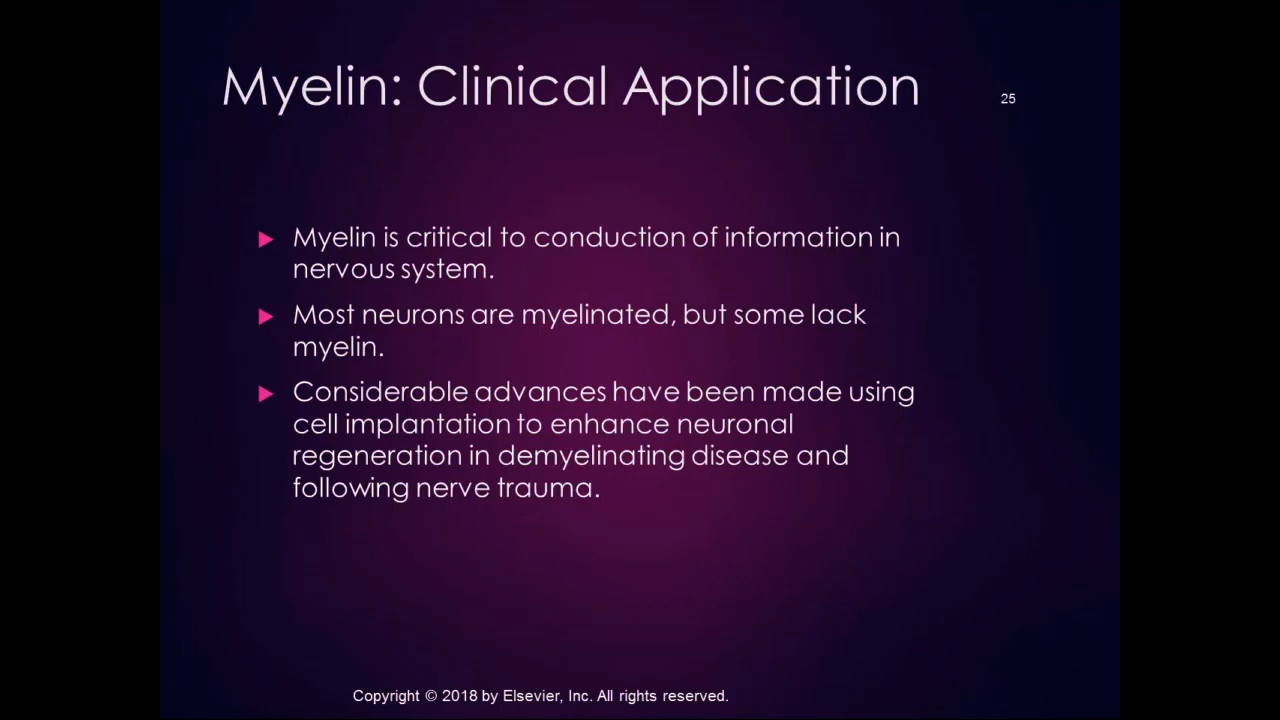 Myelin: Clinical Application
25
Myelin is critical to conduction of information in
nervous system.
Most neurons are myelinated, but some lack
myelin.
Considerable advances have been made using
cell implantation to enhance neuronal
regeneration in demyelinating disease and
following nerve trauma.
Copyright © 2018 by Elsevier, Inc. All rights reserved.